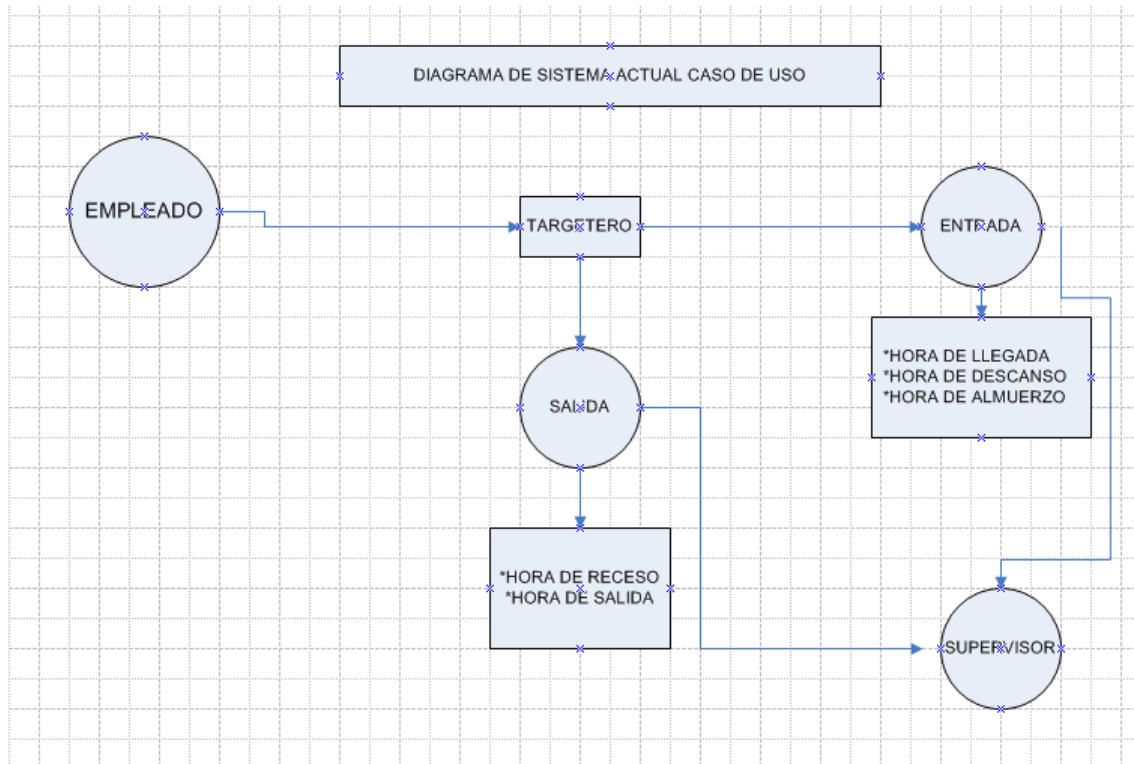 DIAGRAMA DE SISTEMA ACTUAL CASO DE USO
EMPLEADO
TARGETERO
ENTRADA
*HORA DE LLEGADA
*HORA DE DESCANSO
*HORA DE ALMUERZO
SALIDA
*HORA DE RECESO
*HORA DE SALIDA
SUPERVISOR